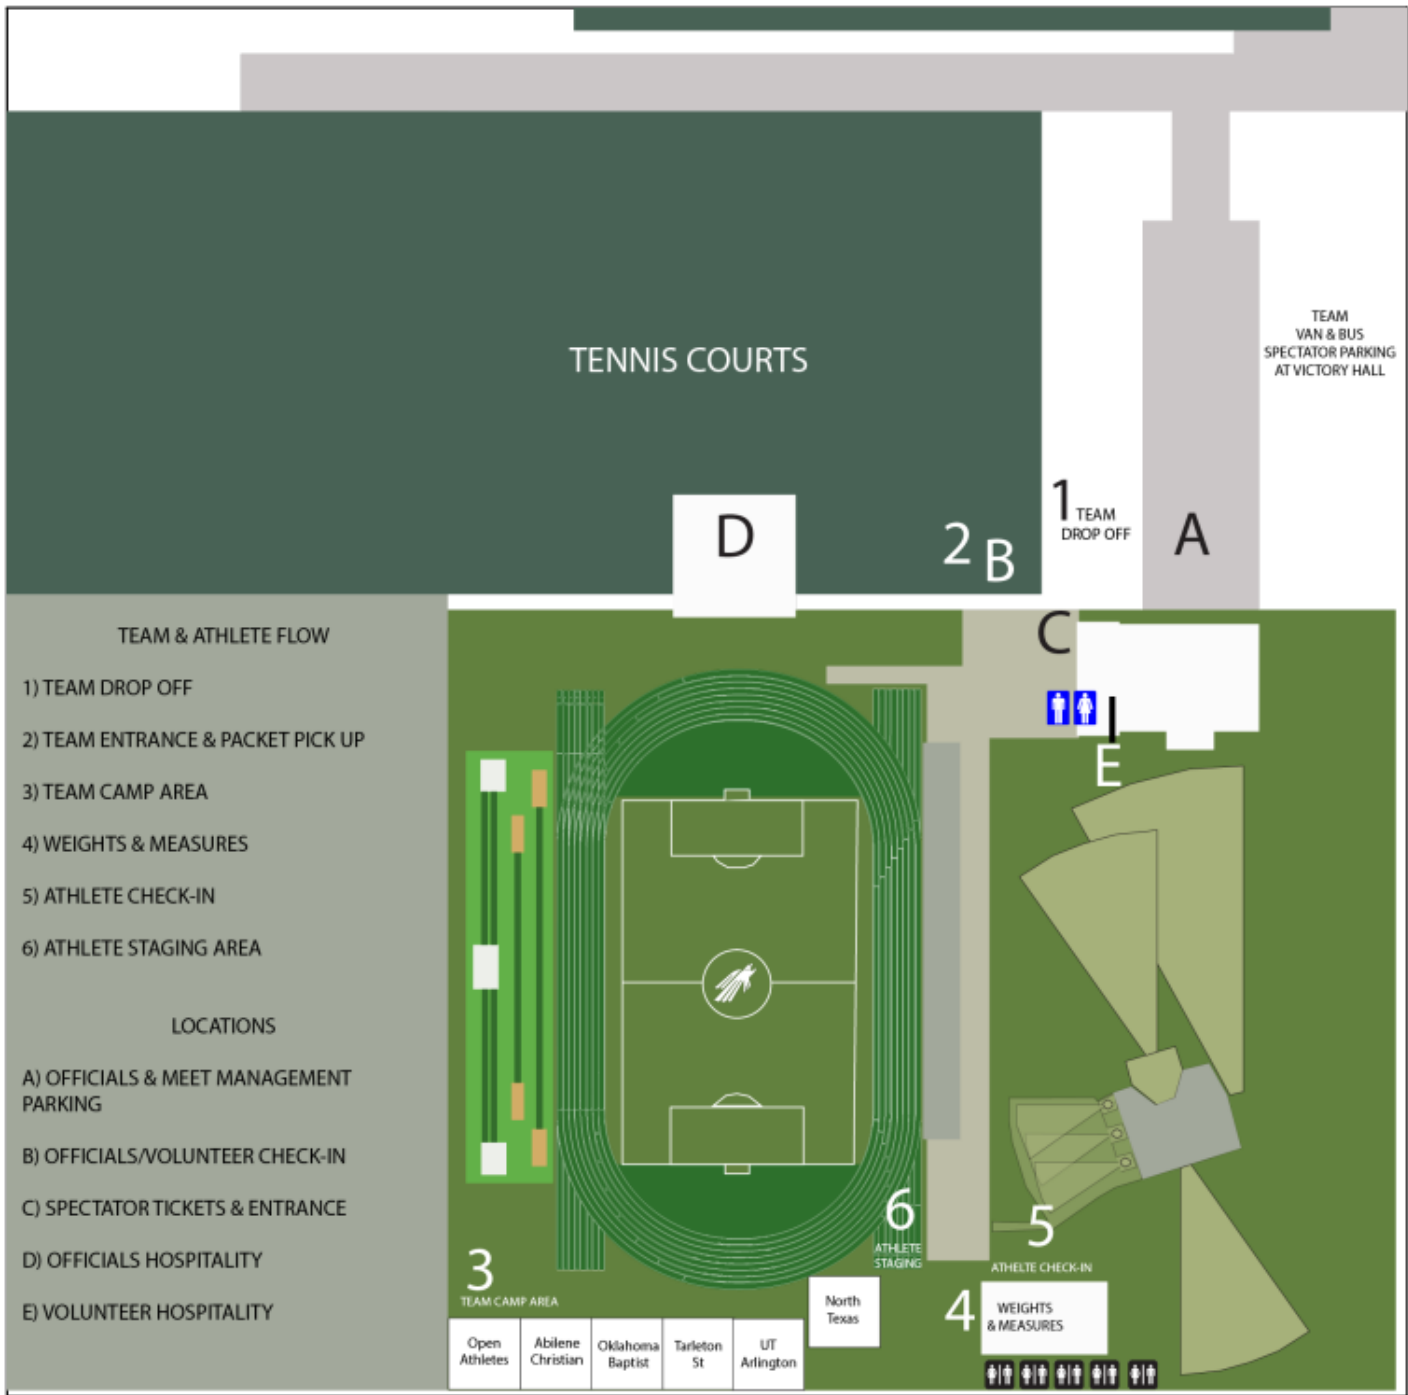 TENNIS COURTS
TEAM
VAN & BUS
SPECTATOR PARKING
AT VICTORY HALL
1 TEAM
DROP OFF
A
D
2 B
C
E
TEAM & ATHLETE FLOW
1) TEAM DROP OFF
2) TEAM ENTRANCE & PACKET PICK UP
3) TEAM CAMP AREA
4) WEIGHTS & MEASURES
5) ATHLETE CHECK-IN
6) ATHLETE STAGING AREA
LOCATIONS
A) OFFICIALS & MEET MANAGEMENT
PARKING
B) OFFICIALS/VOLUNTEER CHECK-IN
C) SPECTATOR TICKETS & ENTRANCE
D) OFFICIALS HOSPITALITY
E) VOLUNTEER HOSPITALITY
6
ATHLETE
STAGING
5
ATHELTE CHECK-IN
3
TEAM CAMP AREA
4
WEIGHTS
& MEASURES
North
Texas
Open
Athletes
Abilene
Christian
Oklahoma
Baptist
Tarleton
St
UT
Arlington